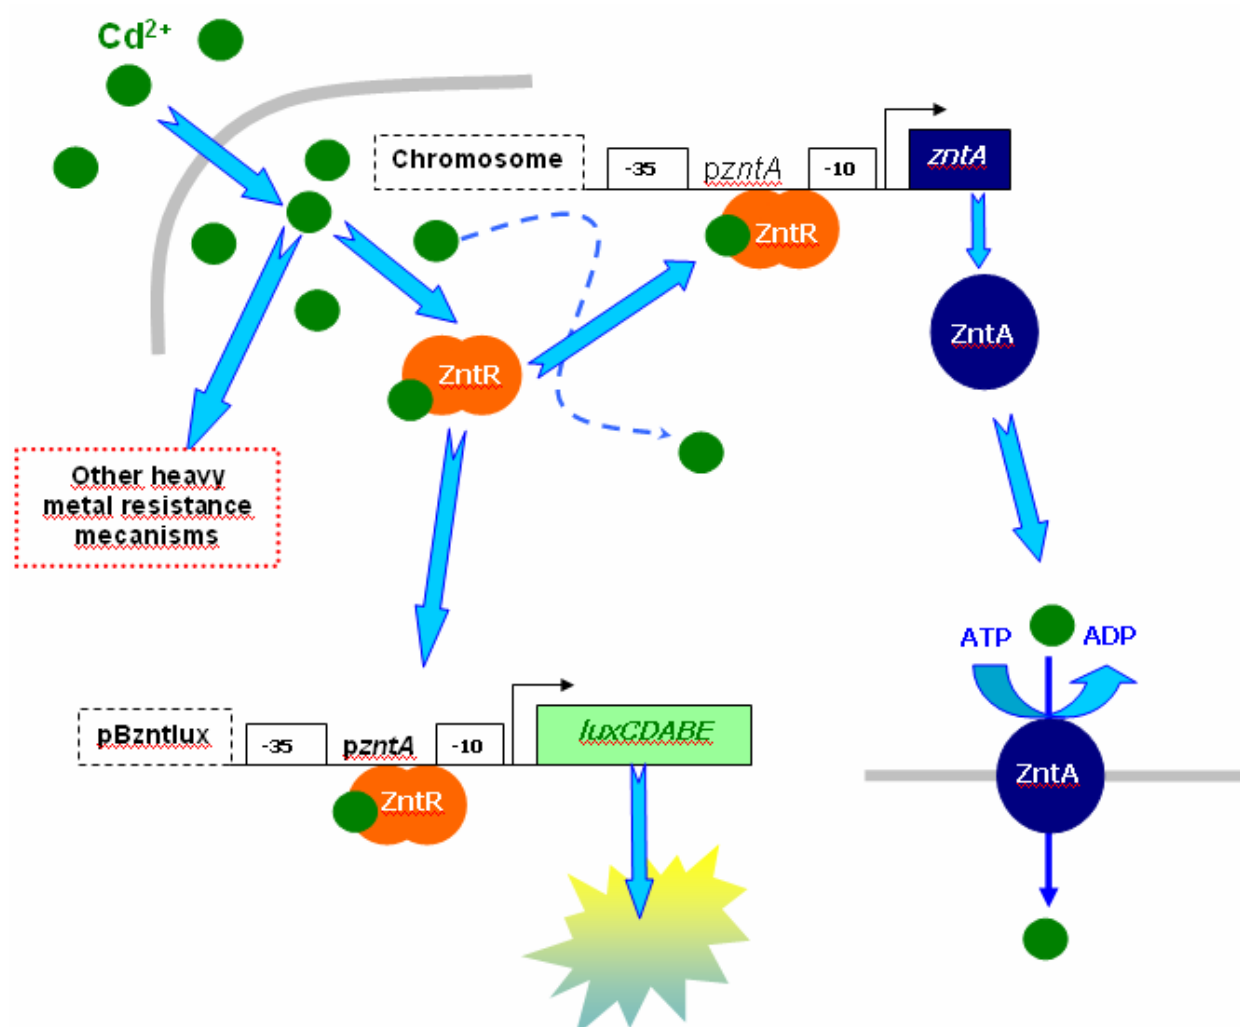 Cd²⁺
Chromosome
-35
pzntA
-10
zntA
ZntR
ZntA
ZntR
Other heavy
metal resistance
mecanisms
ATP
ADP
pBzntlux
-35
pzntA
-10
luxCDABE
ZntR
ZntA